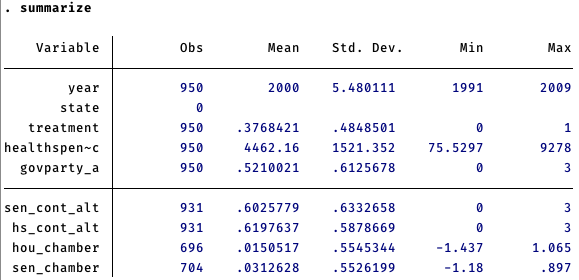 . summarize
Variable Obs Mean Std. Dev. Min Max
year 950 2000 5.480111 1991 2009
state 0
treatment 950 .3768421 .4848501 0 1
healthspen~c 950 4462.16 1521.352 75.5297 9278
govparty_a 950 .5210021 .6125678 0 3
sen_cont_alt 931 .6025779 .6332658 0 3
hs_cont_alt 931 .6197637 .5878669 0 3
hou_chamber 696 .0150517 .5545344 -1.437 1.065
sen_chamber 704 .0312628 .5526199 -1.18 .897